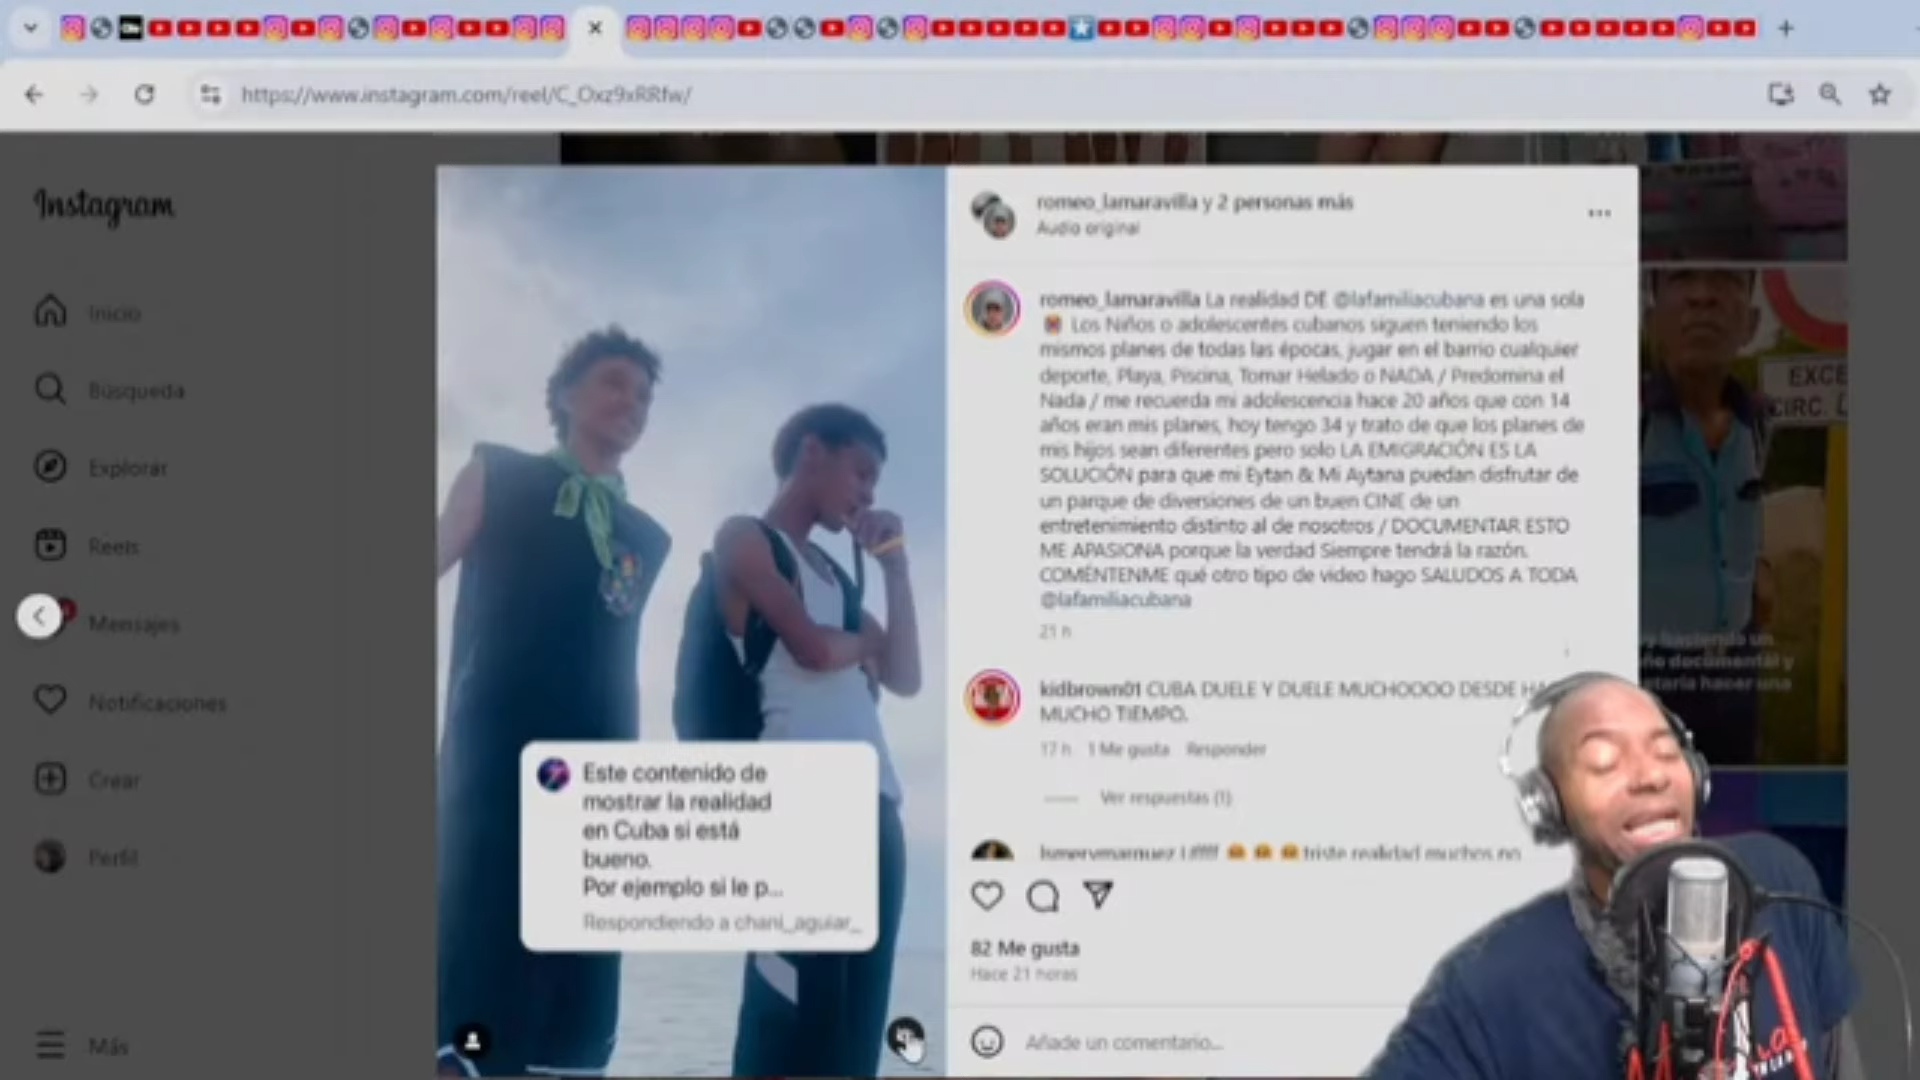 https://www.instagram.com/reel/C_Oxz9xRRfw/
Instagram
Inicio
Búsqueda
Explorar
Reels
Mensajes
Notificaciones
Crear
Perfil
Más
Este contenido de
mostrar la realidad
en Cuba si está
bueno.
Por ejemplo si le p...
Respondiendo a chani_aguiar_
romeo_lamaravilla y 2 personas más
Audio original
romeo_lamaravilla La realidad DE @lafamiliacubana es una sola
Los Niños o adolescentes cubanos siguen teniendo los
mismos planes de todas las épocas, jugar en el barrio cualquier
deporte, Playa, Piscina, Tomar Helado o NADA / Predomina el
Nada / me recuerda mi adolescencia hace 20 años que con 14
años eran mis planes, hoy tengo 34 y trato de que los planes de
mis hijos sean diferentes pero solo LA EMIGRACIÓN ES LA
SOLUCIÓN para que mi Eytan & Mi Aytana puedan disfrutar de
un parque de diversiones de un buen CINE de un
entretenimiento distinto al de nosotros / DOCUMENTAR ESTO
ME APASIONA porque la verdad Siempre tendrá la razón.
COMÉNTENME qué otro tipo de video hago SALUDOS A TODA
@lafamiliacubana
21 h
kidbrown01 CUBA DUELE Y DUELE MUCHOOOO DESDE
MUCHO TIEMPO.
17 h 1 Me gusta Responder
Ver respuestas (1)
triste realidad muchos no
82 Me gusta
Hace 21 horas
Añade un comentario...
EXCE
CIRC.